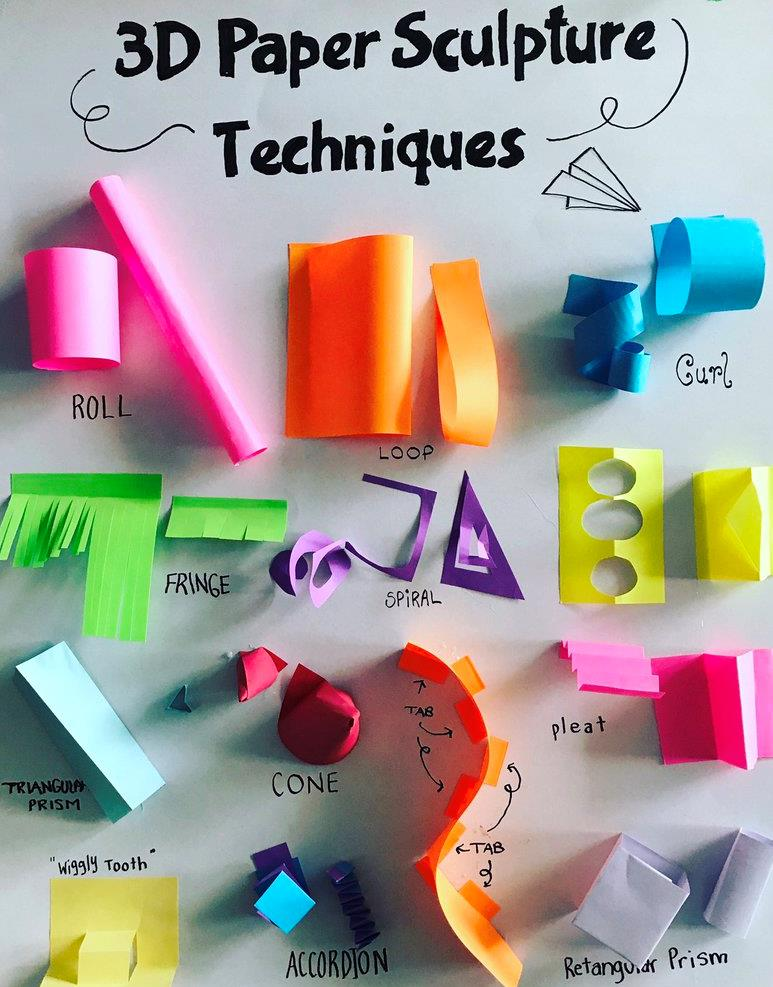 3D Paper Sculpture
Techniques
ROLL
LOOP
Curl
FRINGE
SPIRAL
TRIANGULAR
PRISM
CONE
TAB
pleat
TAB
"Wiggly Tooth"
ACCORDION
Retangular Prism